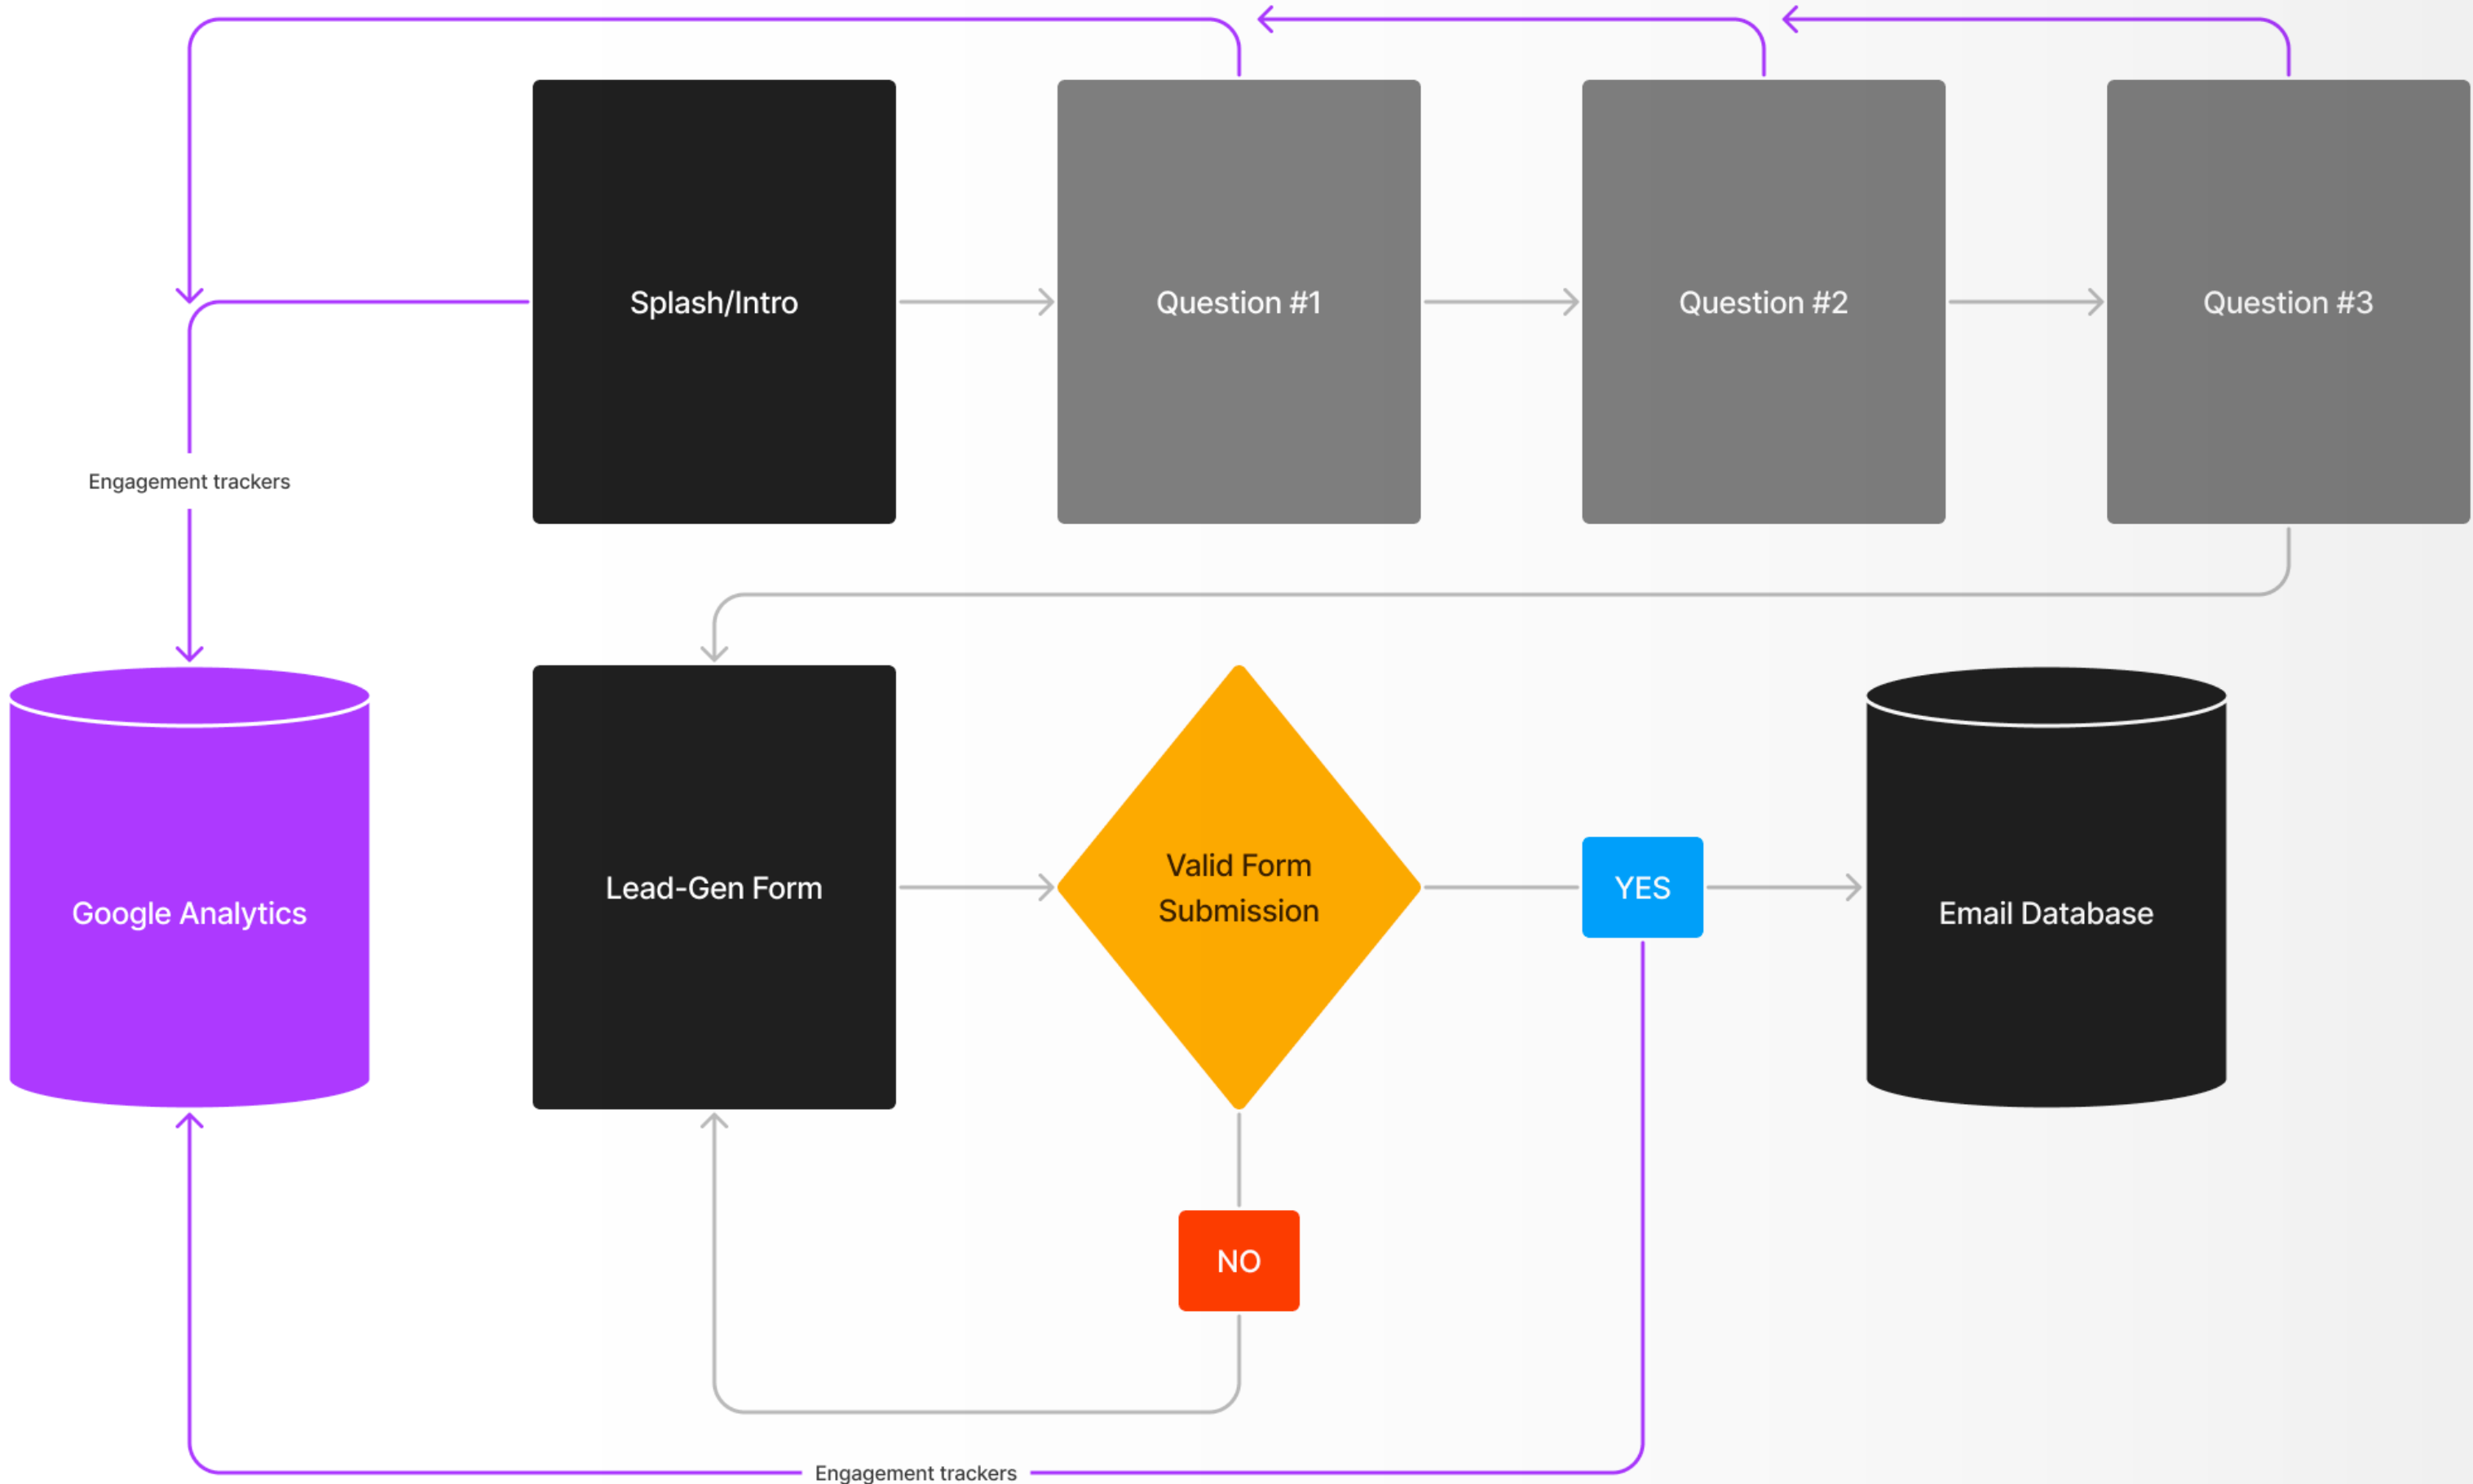 Splash/Intro
Question #1
Question #2
Question #3
Engagement trackers
Google Analytics
Lead-Gen Form
Valid Form
Submission
YES
Email Database
NO
Engagement trackers